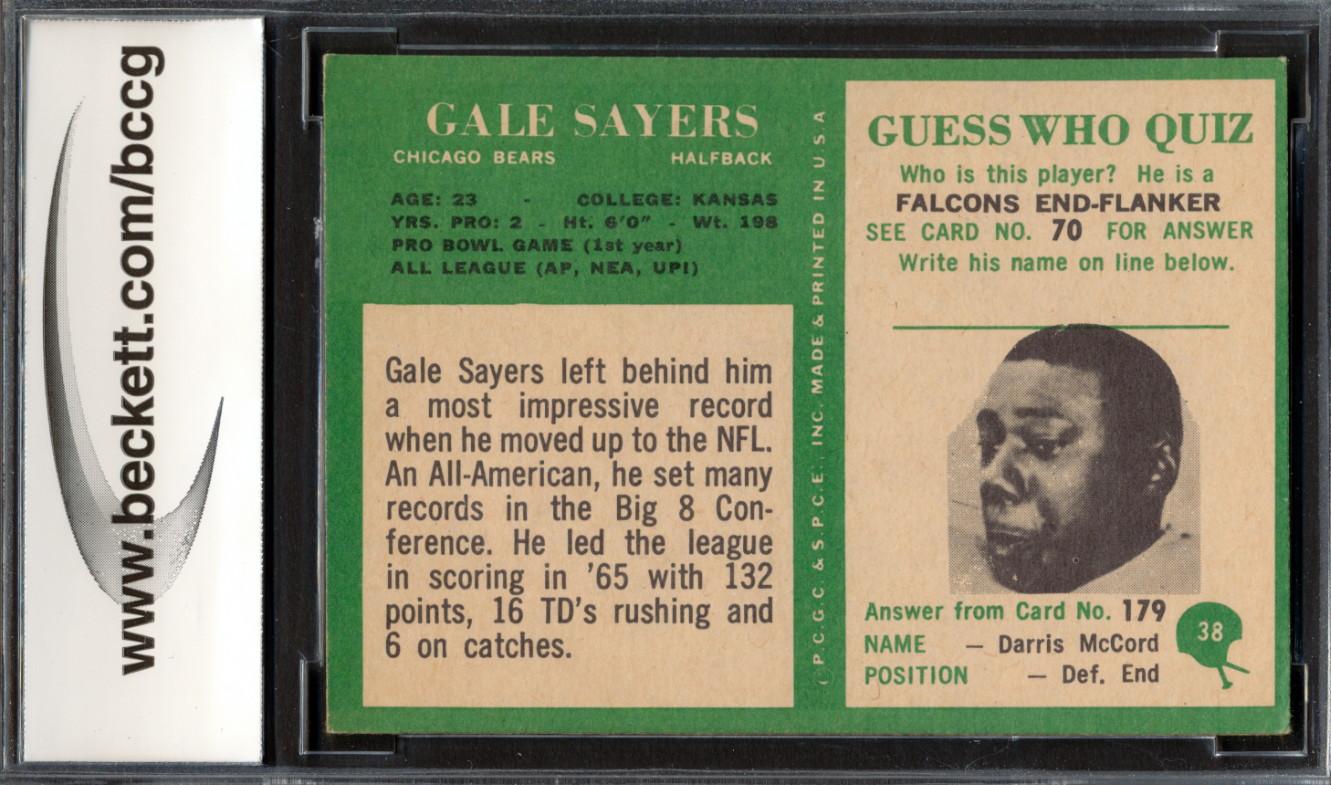 www.beckett.com/bccg
GALE SAYERS
CHICAGO BEARS HALFBACK
AGE: 23 - COLLEGE: KANSAS
YRS. PRO: 2 - Ht. 6'0" - Wt. 198
PRO BOWL GAME (1st year)
ALL LEAGUE (AP, NEA, UPI)
Gale Sayers left behind him
a most impressive record
when he moved up to the NFL.
An All-American, he set many
records in the Big 8 Con-
ference. He led the league
in scoring in '65 with 132
points, 16 TD's rushing and
6 on catches.
© P.C.G.C. & S.P.C.E., INC. MADE & PRINTED IN U S A
GUESS WHO QUIZ
Who is this player? He is a
FALCONS END-FLANKER
SEE CARD NO. 70 FOR ANSWER
Write his name on line below.
Answer from Card No. 179
NAME — Darris McCord
POSITION — Def. End
38